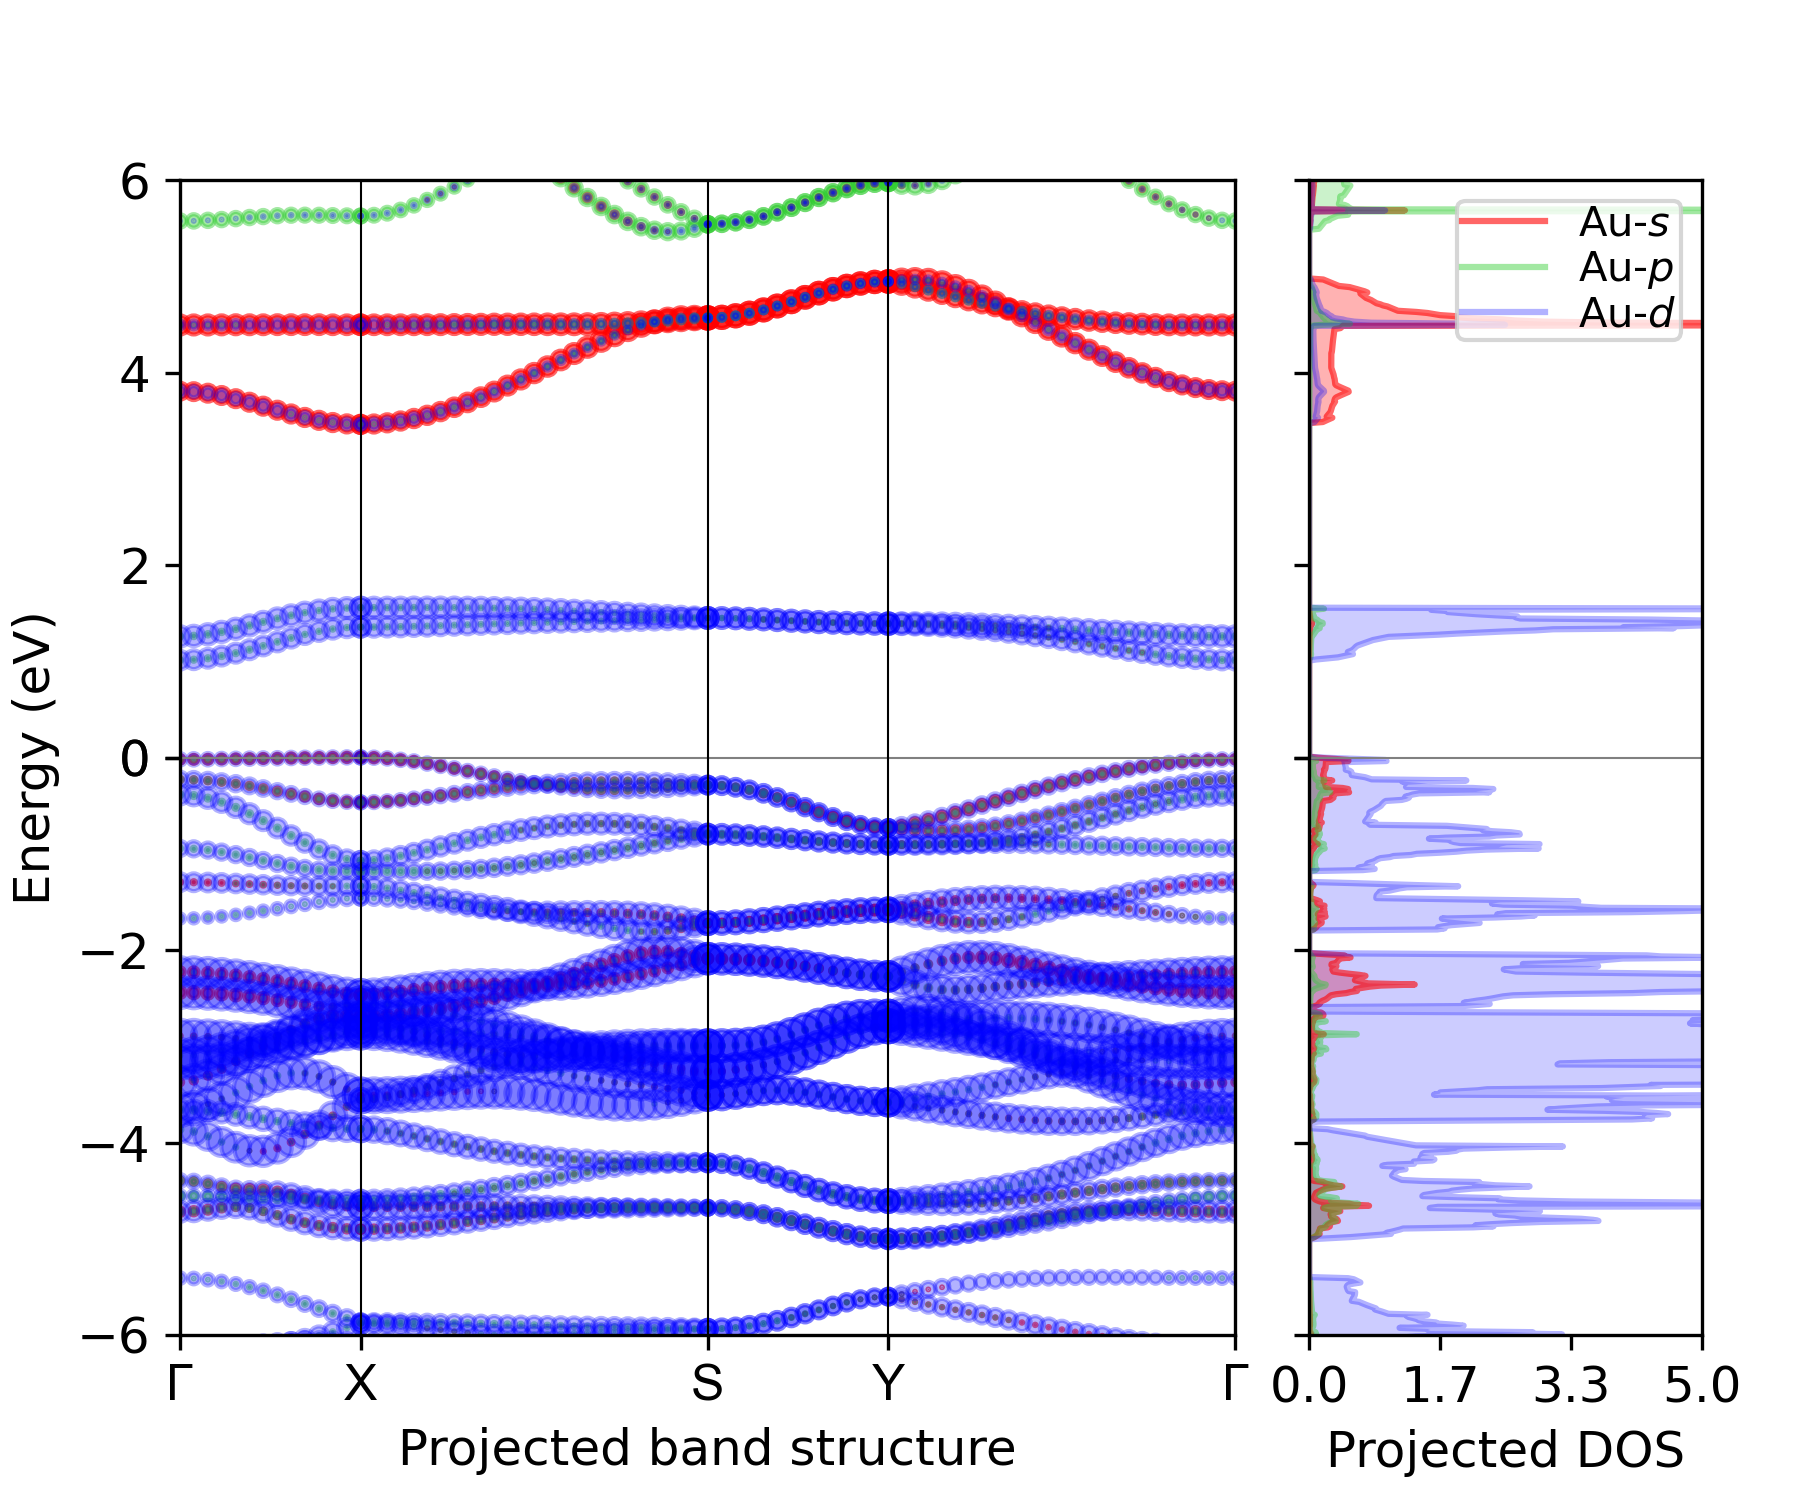 6
4
2
0
−2
−4
−6
Energy (eV)
Γ
X
S
Y
Γ
Projected band structure
Au-s
Au-p
Au-d
0.0
1.7
3.3
5.0
Projected DOS